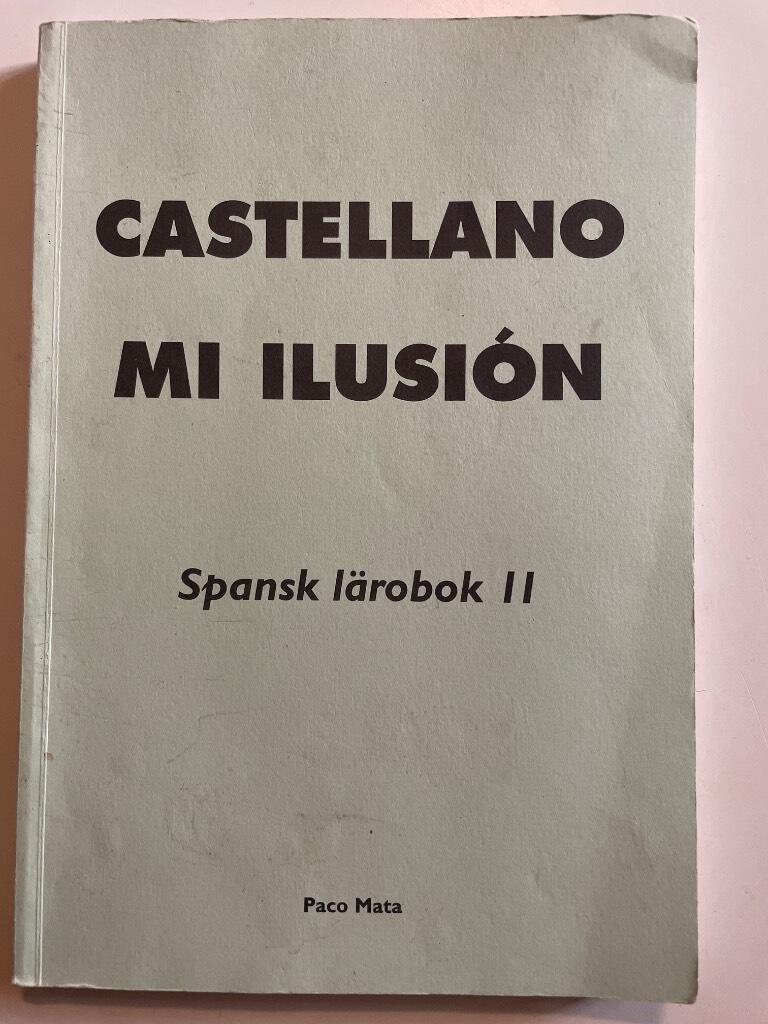 CASTELLANO
MI ILUSIÓN
Spansk lärobok II
Paco Mata